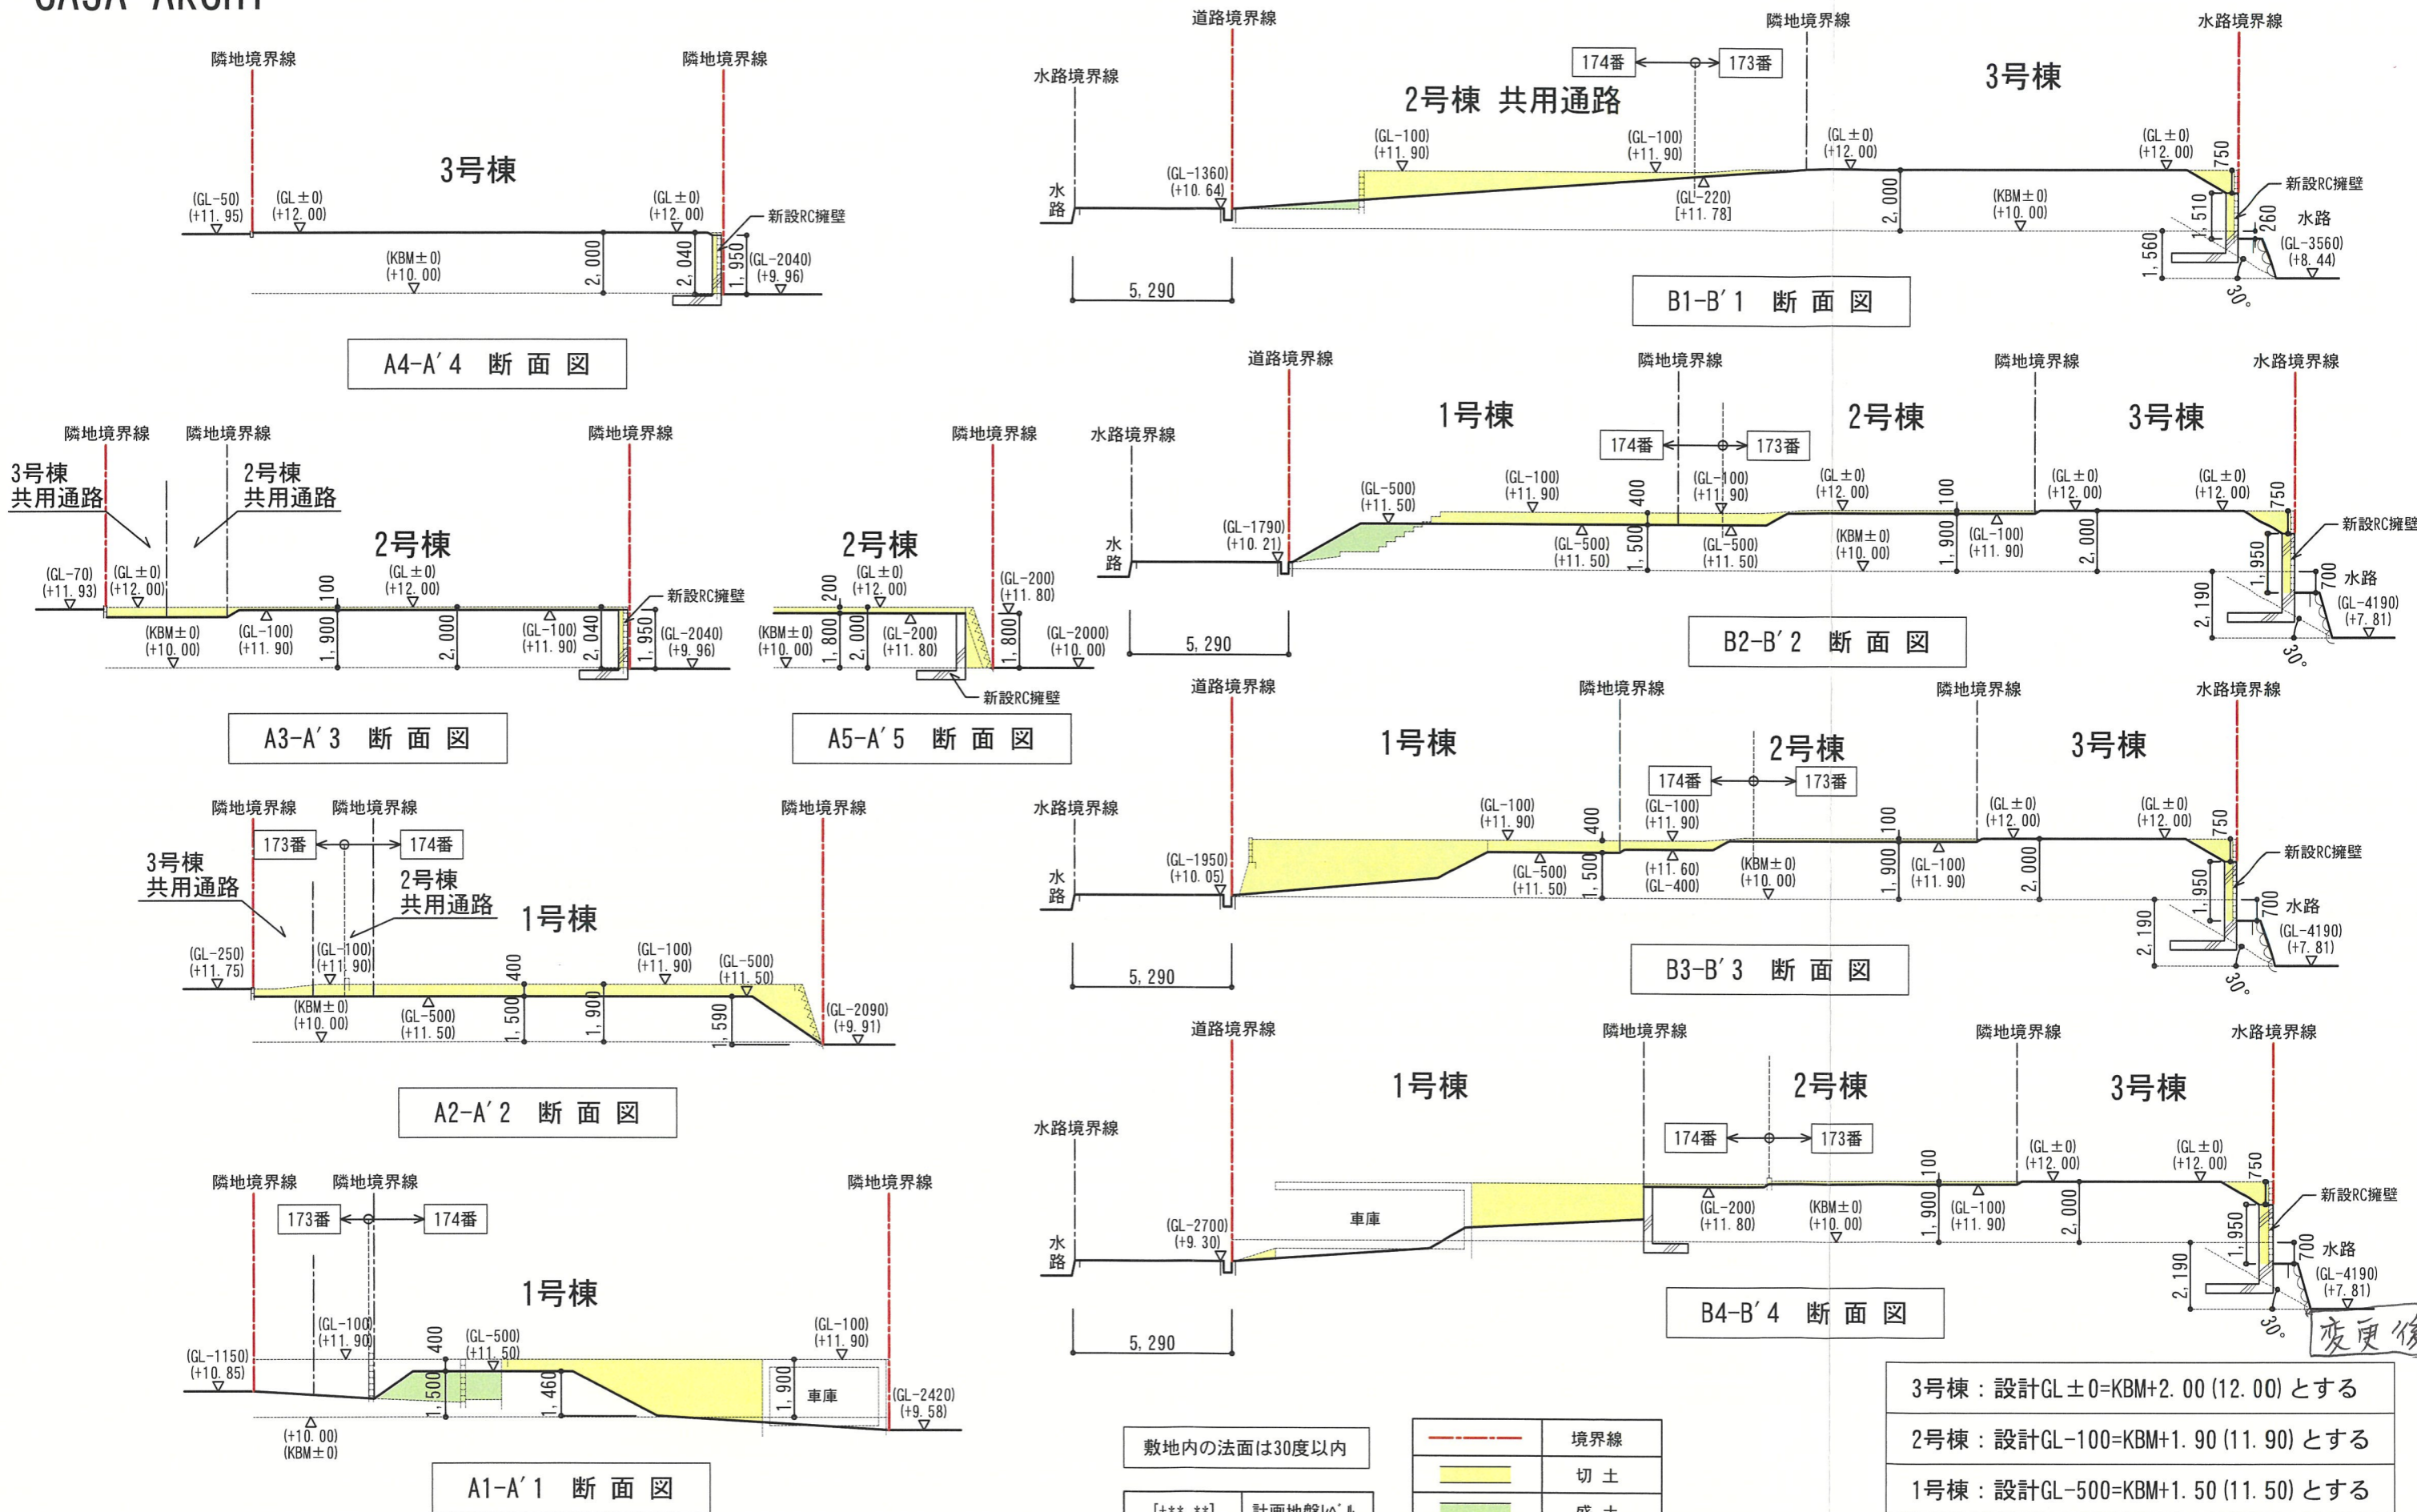 隣地境界線
隣地境界線
3号棟
(GL-50)
(+11.95)
(GL±0)
(+12.00)
(GL±0)
(+12.00)
新設RC擁壁
(KBM±0)
(+10.00)
2,000
2,040
1,950
(GL-2040)
(+9.96)
A4-A'4 断面図
隣地境界線
隣地境界線
隣地境界線
3号棟
共用通路
2号棟
共用通路
2号棟
(GL-70)
(+11.93)
(GL±0)
(+12.00)
100
(GL±0)
(+12.00)
新設RC擁壁
(KBM±0)
(+10.00)
(GL-100)
(+11.90)
1,900
2,000
(GL-100)
(+11.90)
2,040
1,950
(GL-2040)
(+9.96)
A3-A'3 断面図
隣地境界線
2号棟
200
(GL±0)
(+12.00)
(GL-200)
(+11.80)
(KBM±0)
(+10.00)
1,800
2,000
(GL-200)
(+11.80)
1,800
(GL-2000)
(+10.00)
新設RC擁壁
A5-A'5 断面図
隣地境界線
隣地境界線
隣地境界線
173番
174番
3号棟
共用通路
2号棟
共用通路
1号棟
(GL-250)
(+11.75)
(GL-100)
(+11.90)
400
(GL-100)
(+11.90)
(GL-500)
(+11.50)
(KBM±0)
(+10.00)
(GL-500)
(+11.50)
1,500
1,900
1,590
(GL-2090)
(+9.91)
A2-A'2 断面図
隣地境界線
隣地境界線
隣地境界線
173番
174番
1号棟
(GL-1150)
(+10.85)
(GL-100)
(+11.90)
400
(GL-500)
(+11.50)
(GL-100)
(+11.90)
1,500
1,460
1,900
車庫
(GL-2420)
(+9.58)
(+10.00)
(KBM±0)
A1-A'1 断面図
道路境界線
隣地境界線
水路境界線
水路境界線
174番
173番
2号棟 共用通路
3号棟
水路
(GL-1360)
(+10.64)
(GL-100)
(+11.90)
(GL-100)
(+11.90)
(GL-220)
[+11.78]
(GL±0)
(+12.00)
(GL±0)
(+12.00)
750
新設RC擁壁
2,000
(KBM±0)
(+10.00)
1,510
260
水路
(GL-3560)
(+8.44)
1,560
30°
5,290
B1-B'1 断面図
道路境界線
隣地境界線
隣地境界線
水路境界線
水路境界線
1号棟
174番
173番
2号棟
3号棟
水路
(GL-1790)
(+10.21)
(GL-500)
(+11.50)
(GL-100)
(+11.90)
400
(GL-100)
(+11.90)
(GL±0)
(+12.00)
100
(GL±0)
(+12.00)
(GL±0)
(+12.00)
750
新設RC擁壁
(GL-500)
(+11.50)
1,500
(GL-500)
(+11.50)
(KBM±0)
(+10.00)
1,900
(GL-100)
(+11.90)
2,000
1,950
700
水路
(GL-4190)
(+7.81)
2,190
30°
5,290
B2-B'2 断面図
道路境界線
隣地境界線
隣地境界線
水路境界線
水路境界線
1号棟
2号棟
3号棟
174番
173番
水路
(GL-1950)
(+10.05)
(GL-100)
(+11.90)
400
(GL-100)
(+11.90)
100
(GL±0)
(+12.00)
(GL±0)
(+12.00)
750
新設RC擁壁
(GL-500)
(+11.50)
1,500
(+11.60)
(GL-400)
(KBM±0)
(+10.00)
1,900
(GL-100)
(+11.90)
2,000
1,950
700
水路
(GL-4190)
(+7.81)
2,190
30°
5,290
B3-B'3 断面図
道路境界線
隣地境界線
隣地境界線
水路境界線
水路境界線
1号棟
2号棟
3号棟
174番
173番
水路
(GL-2700)
(+9.30)
車庫
(GL-200)
(+11.80)
(KBM±0)
(+10.00)
100
1,900
(GL-100)
(+11.90)
(GL±0)
(+12.00)
2,000
(GL±0)
(+12.00)
750
新設RC擁壁
1,950
700
水路
(GL-4190)
(+7.81)
2,190
30°
5,290
B4-B'4 断面図
変更後
敷地内の法面は30度以内
境界線
切土
3号棟：設計GL±0=KBM+2.00(12.00)とする
2号棟：設計GL-100=KBM+1.90(11.90)とする
1号棟：設計GL-500=KBM+1.50(11.50)とする